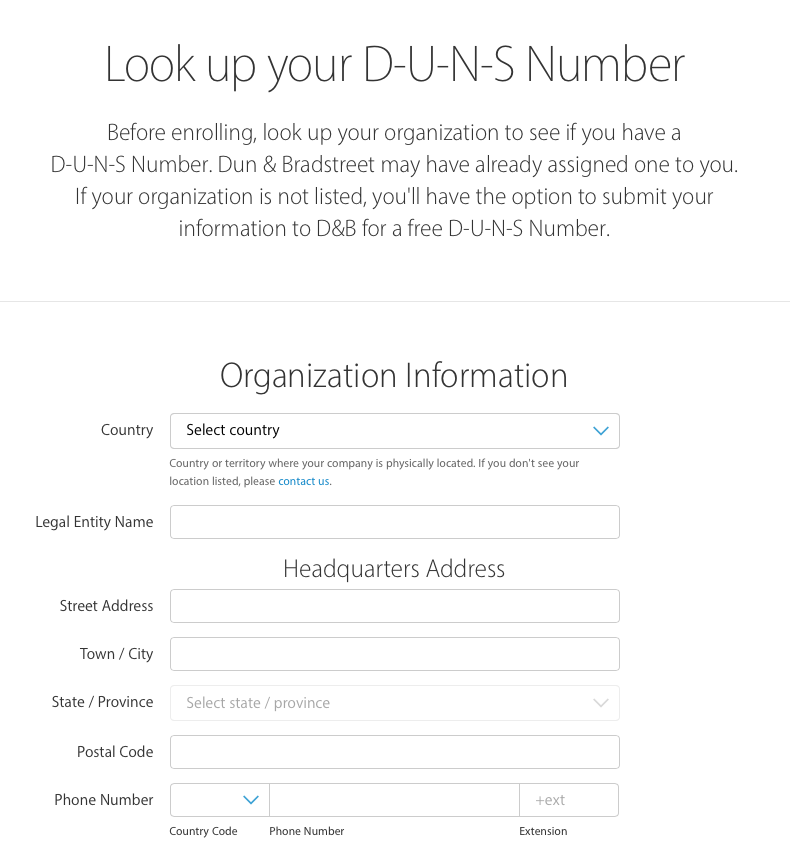 Look up your D-U-N-S Number
Before enrolling, look up your organization to see if you have a
D-U-N-S Number. Dun & Bradstreet may have already assigned one to you.
If your organization is not listed, you'll have the option to submit your
information to D&B for a free D-U-N-S Number.
Organization Information
Country
Select country
Country or territory where your company is physically located. If you don't see your
location listed, please contact us.
Legal Entity Name
Headquarters Address
Street Address
Town / City
State / Province
Select state / province
Postal Code
Phone Number
+ext
Country Code
Phone Number
Extension